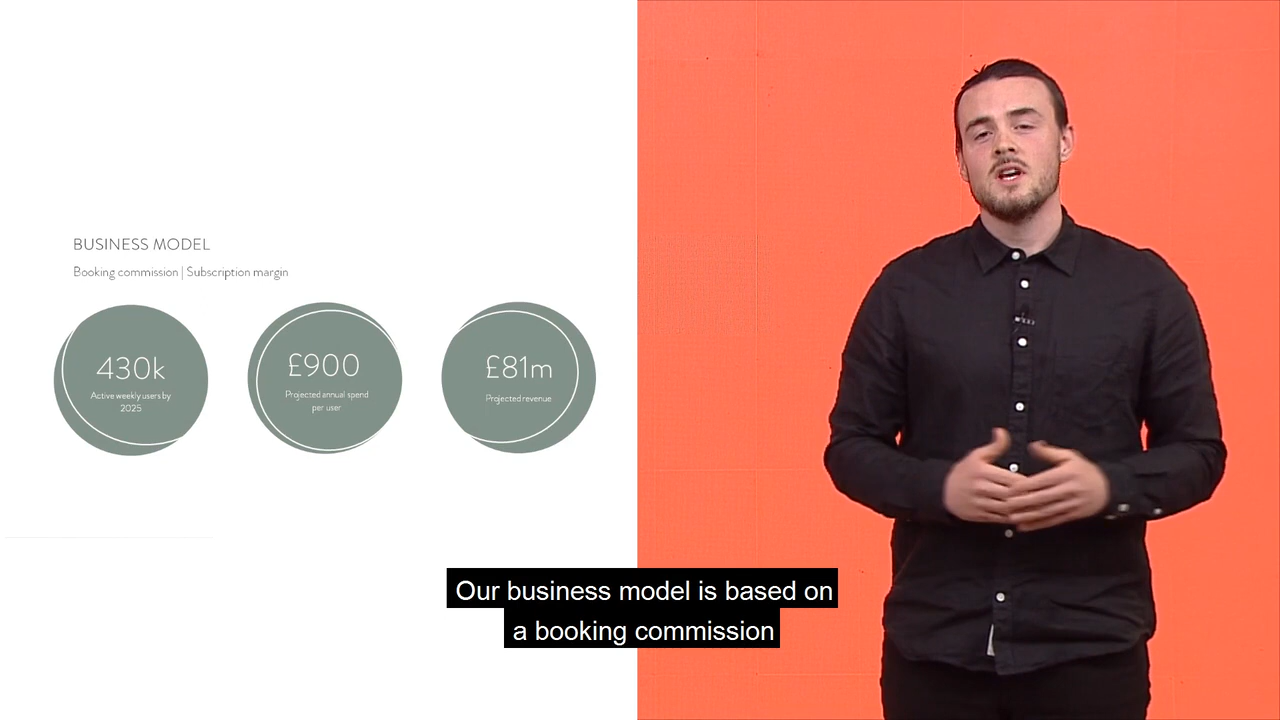 BUSINESS MODEL
Booking commission | Subscription margin
430k
Active weekly users by
2025
£900
Projected annual spend
per user
£81m
Projected revenue
Our business model is based on
a booking commission